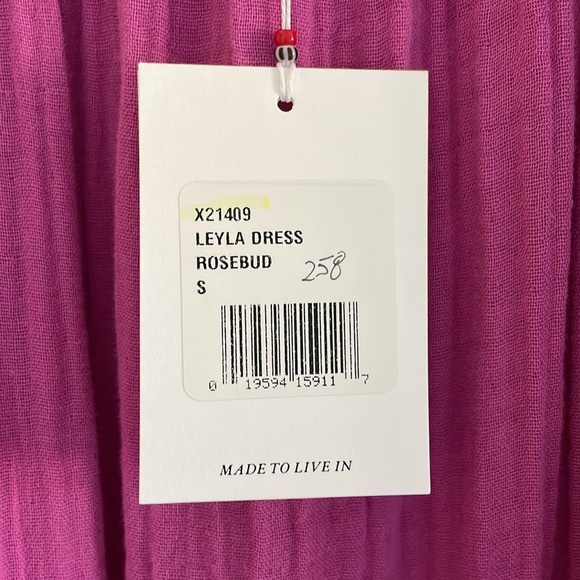 X21409
LEYLA DRESS
ROSEBUD
258
S
0 19594 15911 7
MADE TO LIVE IN